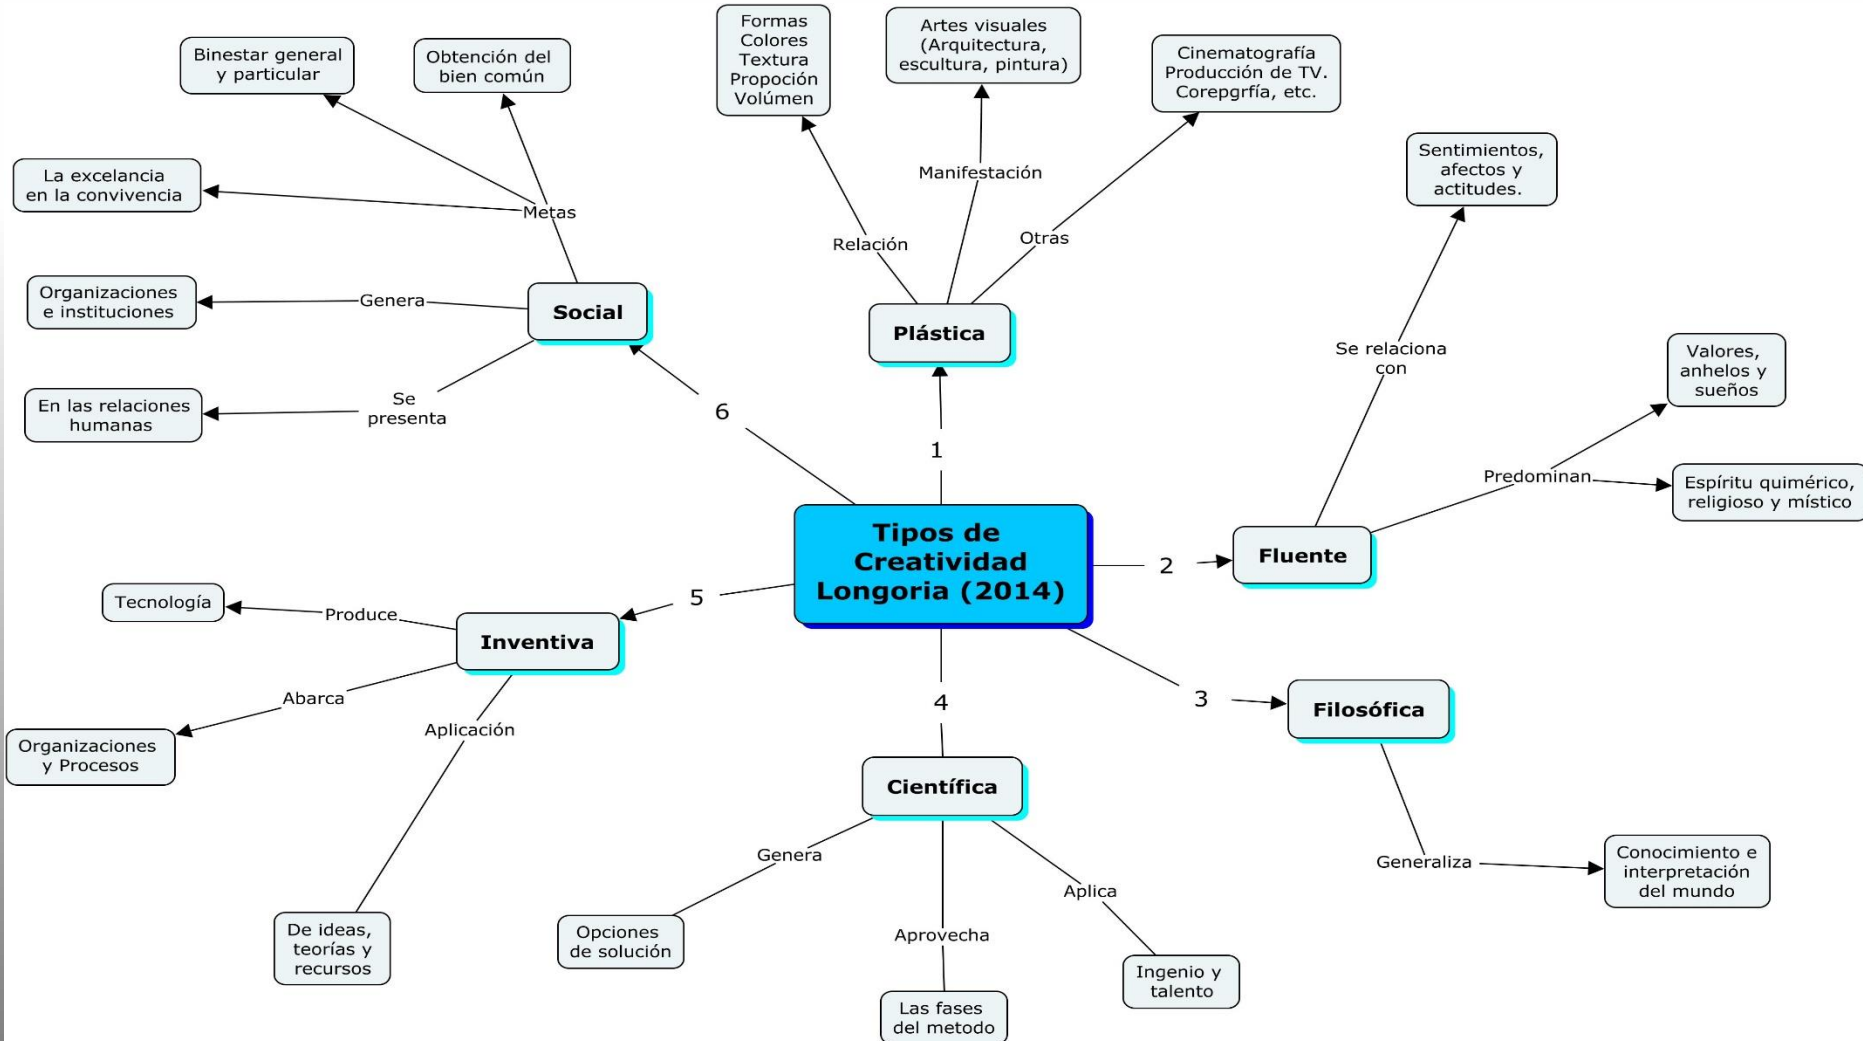 Tipos de
Creatividad
Longoria (2014)
1
Plástica
Relación
Formas
Colores
Textura
Propoción
Volúmen
Manifestación
Artes visuales
(Arquitectura,
escultura, pintura)
Otras
Cinematografía
Producción de TV.
Corepgrfía, etc.
2
Fluente
Se relaciona
con
Sentimientos,
afectos y
actitudes.
Predominan
Valores,
anhelos y
sueños
Espíritu quimérico,
religioso y místico
3
Filosófica
Generaliza
Conocimiento e
interpretación
del mundo
4
Científica
Genera
Opciones
de solución
Aprovecha
Las fases
del metodo
Aplica
Ingenio y
talento
5
Inventiva
Produce
Tecnología
Abarca
Organizaciones
y Procesos
Aplicación
De ideas,
teorías y
recursos
6
Social
Metas
Binestar general
y particular
Obtención del
bien común
La excelancia
en la convivencia
Genera
Organizaciones
e instituciones
Se
presenta
En las relaciones
humanas